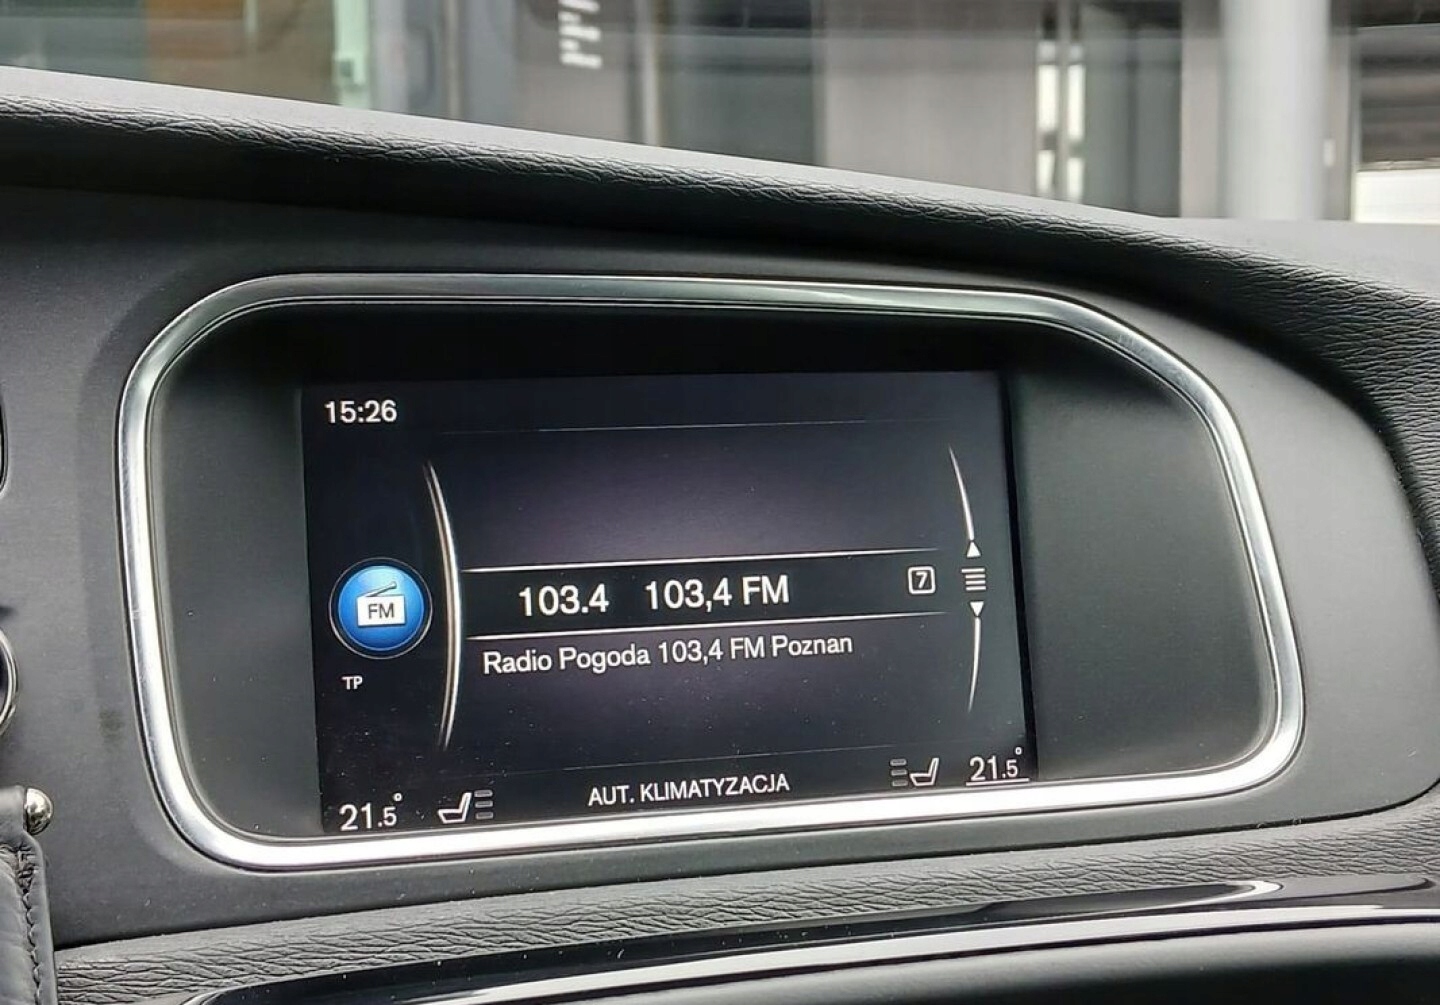 15:26
FM
103.4 103,4 FM 7
Radio Pogoda 103,4 FM Poznan
TP
21.5° AUT. KLIMATYZACJA 21.5°